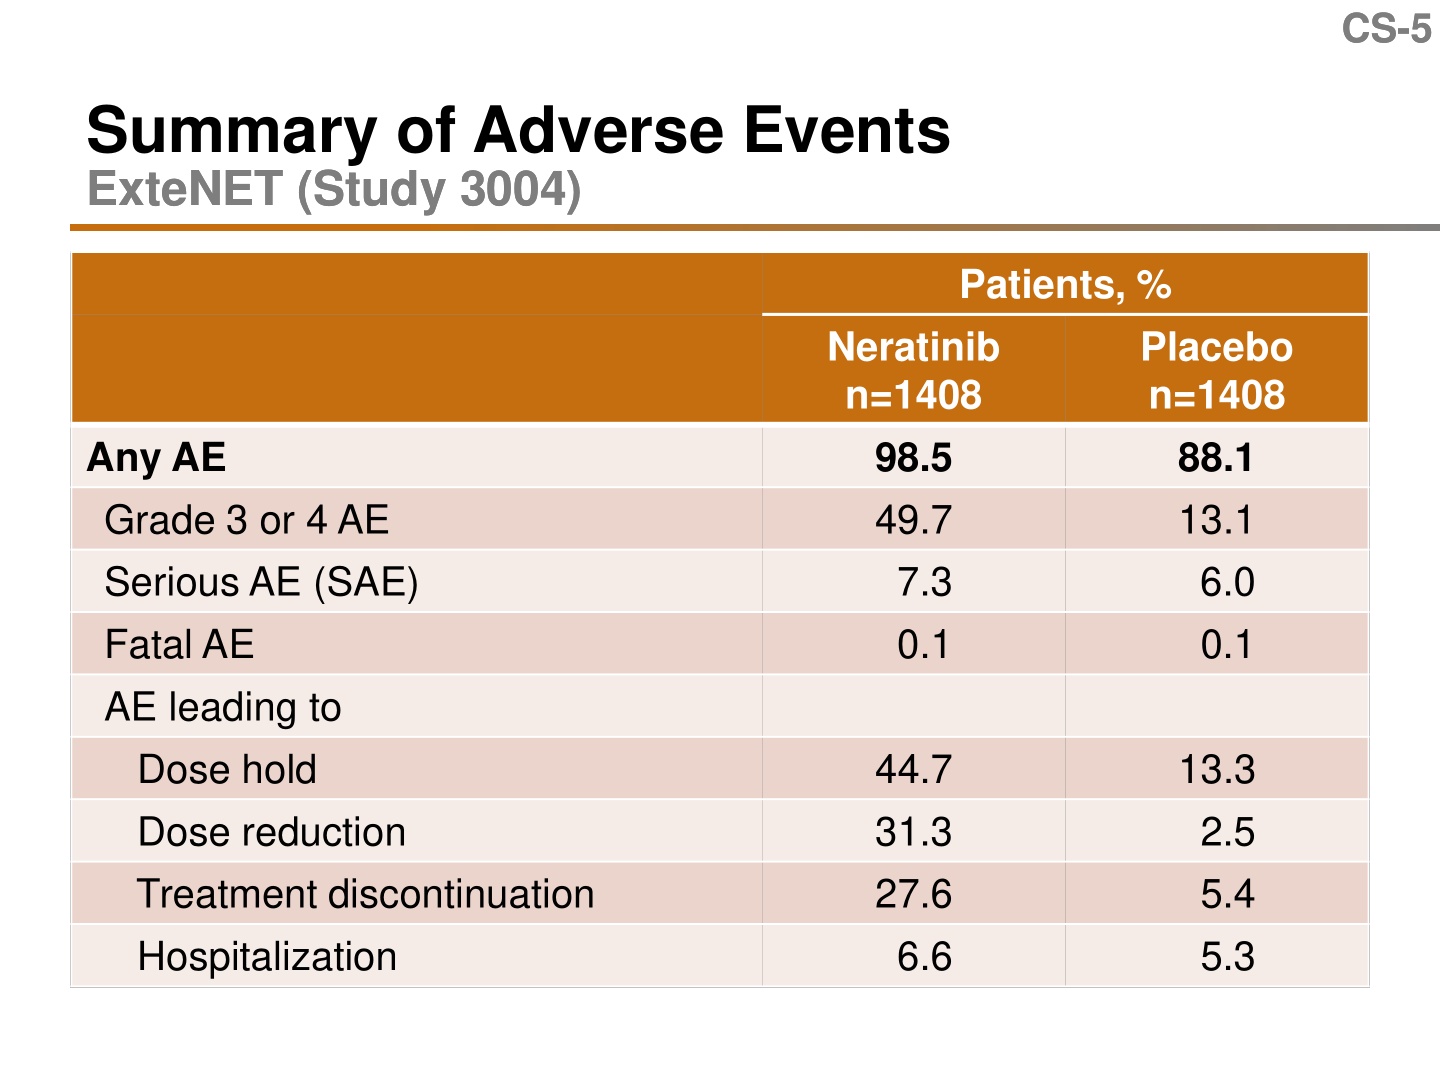 CS-5
Summary of Adverse Events
ExteNET (Study 3004)
Patients, %
Neratinib Placebo
n=1408 n=1408
Any AE 98.5 88.1
Grade 3 or 4 AE 49.7 13.1
Serious AE (SAE) 7.3 6.0
Fatal AE 0.1 0.1
AE leading to
Dose hold 44.7 13.3
Dose reduction 31.3 2.5
Treatment discontinuation 27.6 5.4
Hospitalization 6.6 5.3